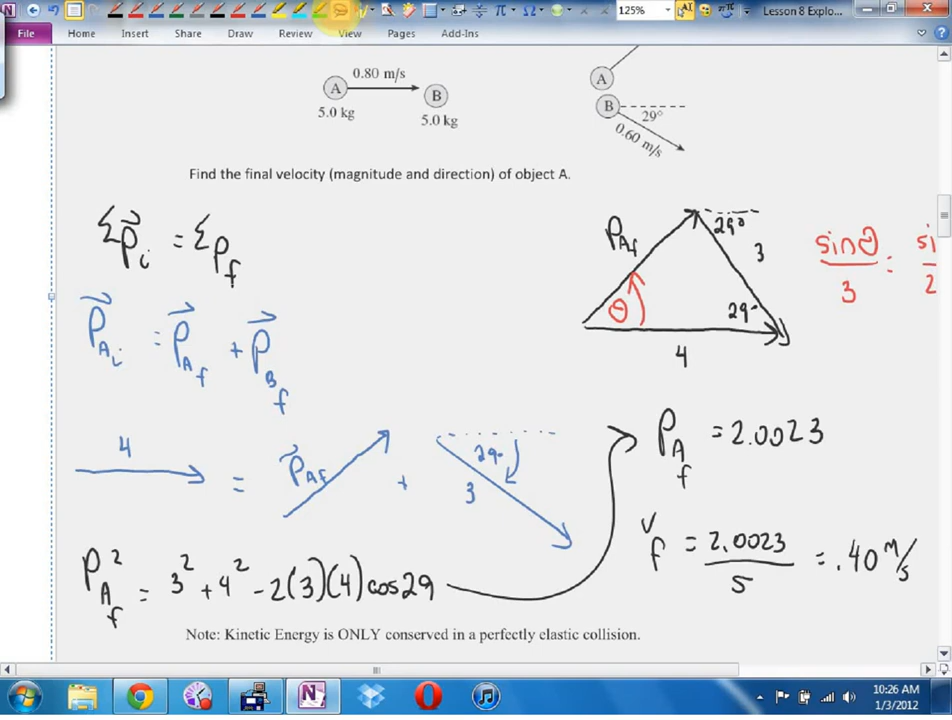 125%
Lesson 8 Explo...
File Home Insert Share Draw Review View Pages Add-Ins
0.80 m/s
A B
5.0 kg 5.0 kg
A
B
29°
0.60 m/s
Find the final velocity (magnitude and direction) of object A.
Σp⃗i = Σpf
P⃗Ai = P⃗Af + P⃗Bf
4 = P⃗Af + 29° 3
PAf² = 3² + 4² - 2(3)(4)cos29
PAf 29° 3
θ 29°
4
sinθ/3 = si/2
PAf = 2.0023
vf = 2.0023/5 = .40 m/s
Note: Kinetic Energy is ONLY conserved in a perfectly elastic collision.
10:26 AM
1/3/2012